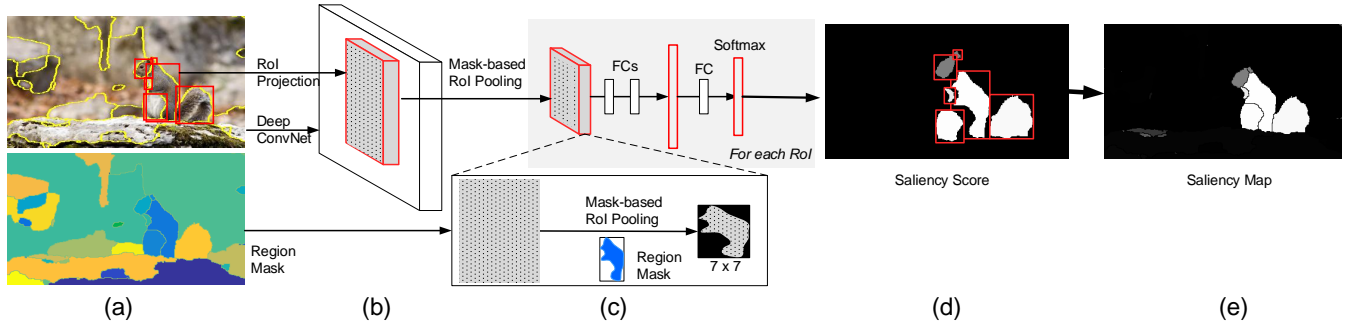 RoI
Projection
Deep
ConvNet
Region
Mask
Mask-based
RoI Pooling
FCs
FC
Softmax
For each RoI
Mask-based
RoI Pooling
Region
Mask
7 x 7
Saliency Score
Saliency Map
(a)
(b)
(c)
(d)
(e)